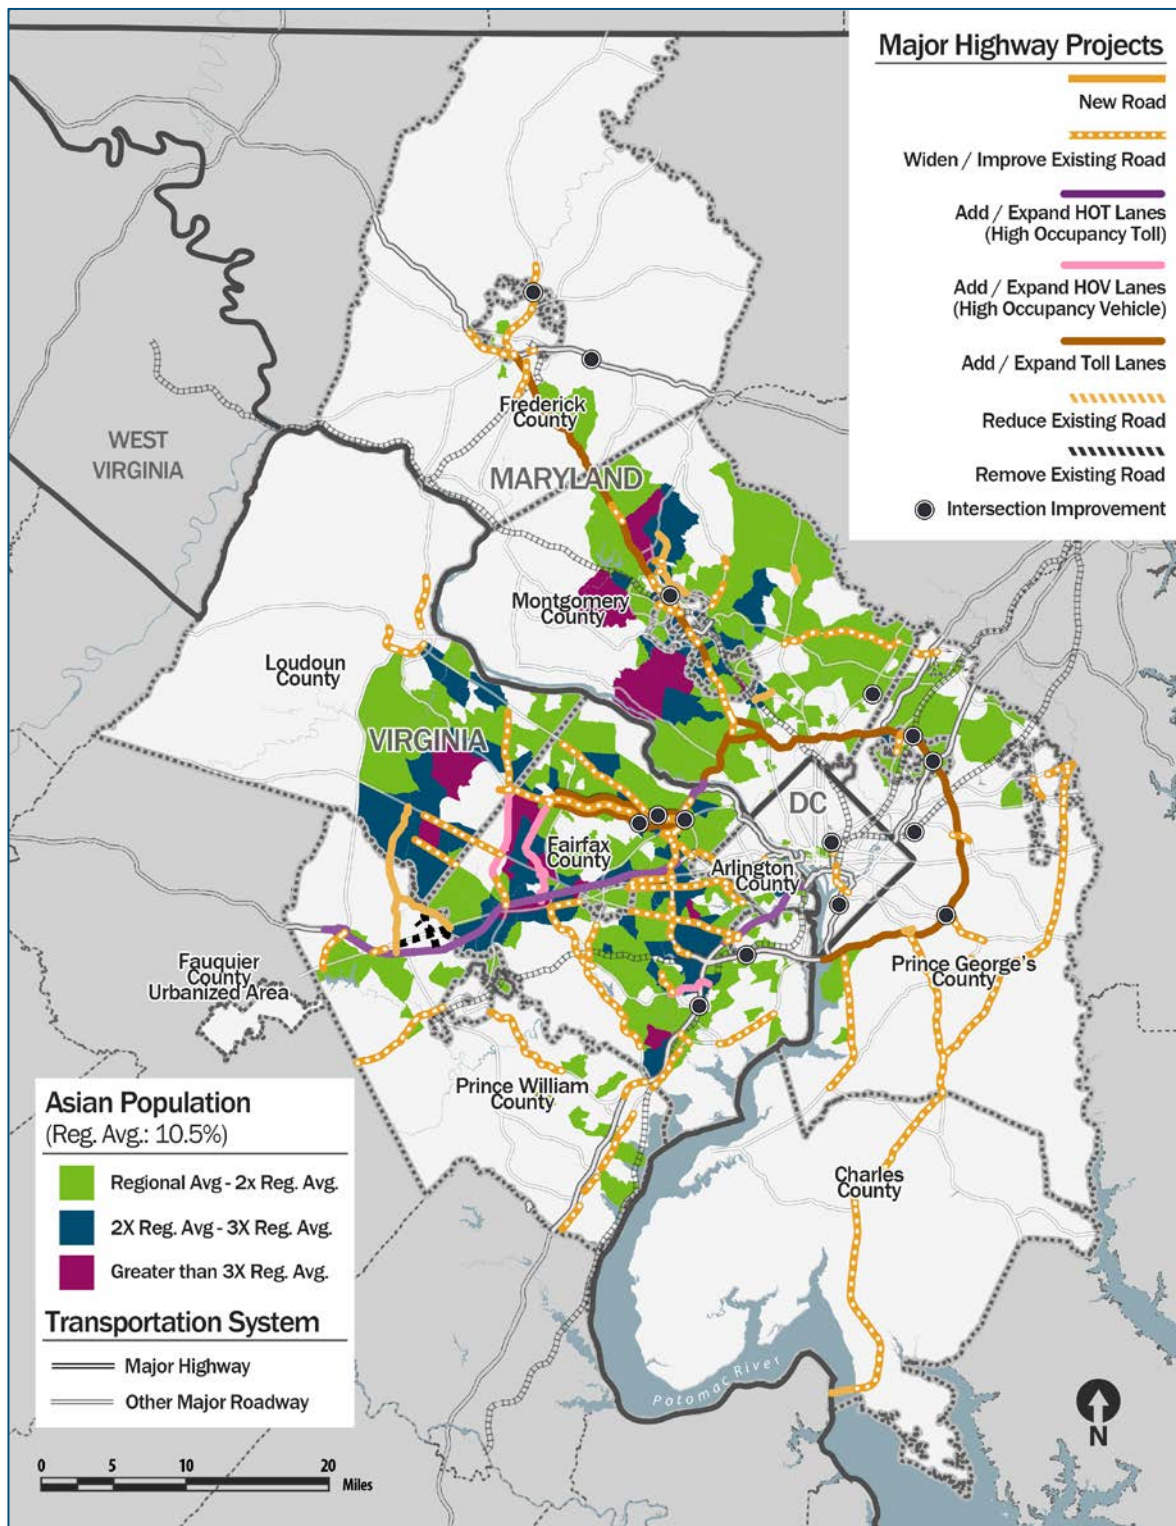 Major Highway Projects
New Road
Widen / Improve Existing Road
Add / Expand HOT Lanes
(High Occupancy Toll)
Add / Expand HOV Lanes
(High Occupancy Vehicle)
Add / Expand Toll Lanes
Reduce Existing Road
Remove Existing Road
Intersection Improvement
Frederick
County
WEST
VIRGINIA
MARYLAND
Montgomery
County
Loudoun
County
VIRGINIA
DC
Fairfax
County
Arlington
County
Fauquier
County
Urbanized Area
Prince George's
County
Prince William
County
Charles
County
Potomac River
Asian Population
(Reg. Avg.: 10.5%)
Regional Avg - 2x Reg. Avg.
2X Reg. Avg - 3X Reg. Avg.
Greater than 3X Reg. Avg.
Transportation System
Major Highway
Other Major Roadway
N
0 5 10 20
Miles